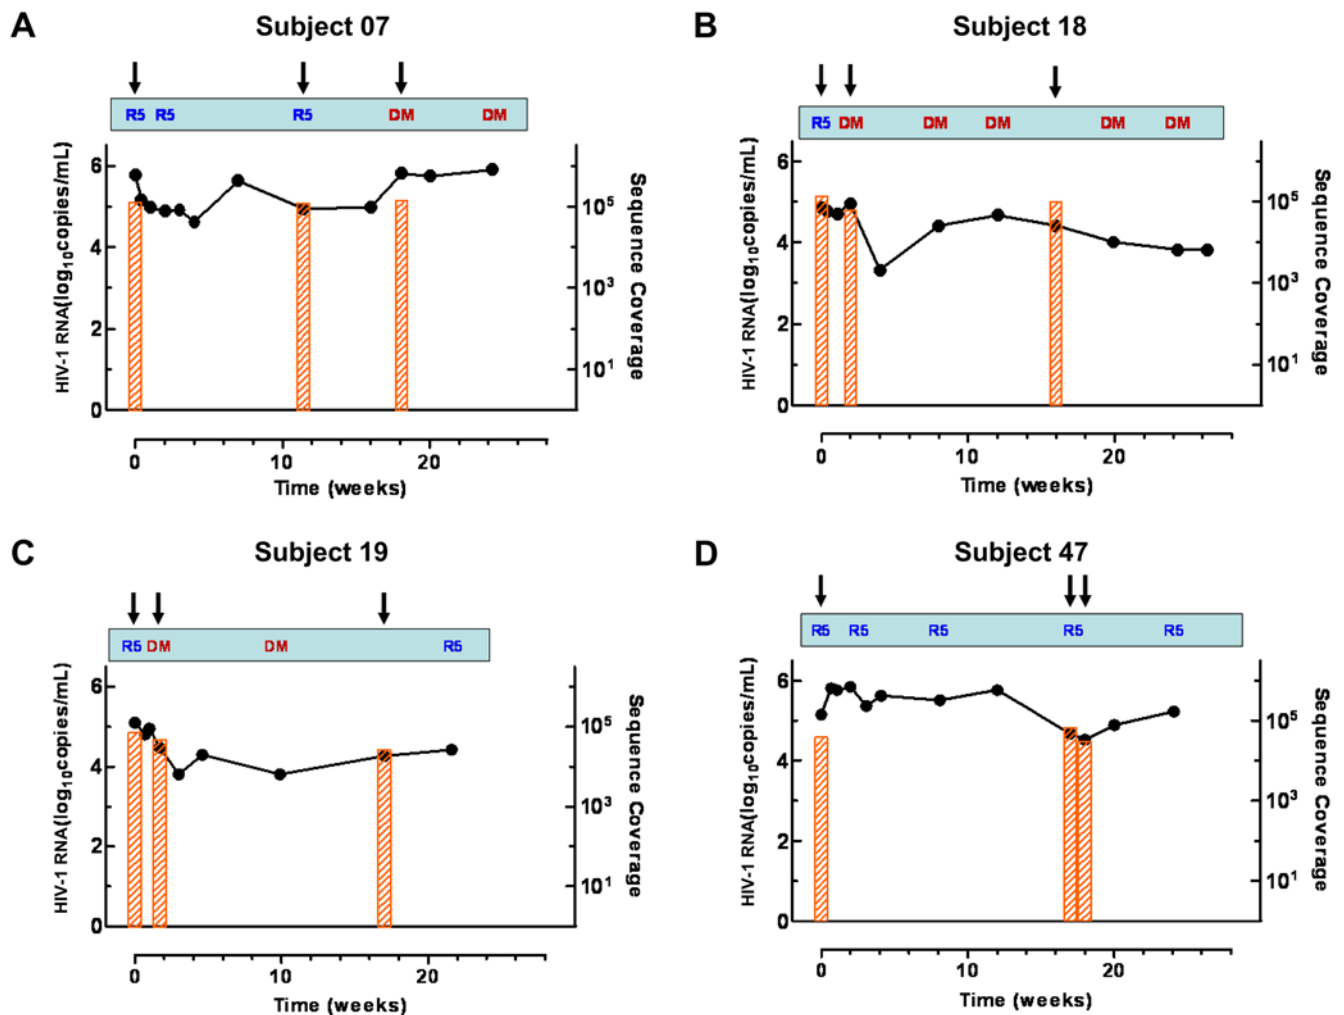 A
Subject 07
R5 R5 R5 DM DM
6
4
2
0
HIV-1 RNA(log10copies/mL)
10^5
10^3
10^1
Sequence Coverage
0 10 20
Time (weeks)
B
Subject 18
R5 DM DM DM DM DM
6
4
2
0
HIV-1 RNA(log10copies/mL)
10^5
10^3
10^1
Sequence Coverage
0 10 20
Time (weeks)
C
Subject 19
R5 DM DM R5
6
4
2
0
HIV-1 RNA(log10copies/mL)
10^5
10^3
10^1
Sequence Coverage
0 10 20
Time (weeks)
D
Subject 47
R5 R5 R5 R5 R5
6
4
2
0
HIV-1 RNA(log10copies/mL)
10^5
10^3
10^1
Sequence Coverage
0 10 20
Time (weeks)